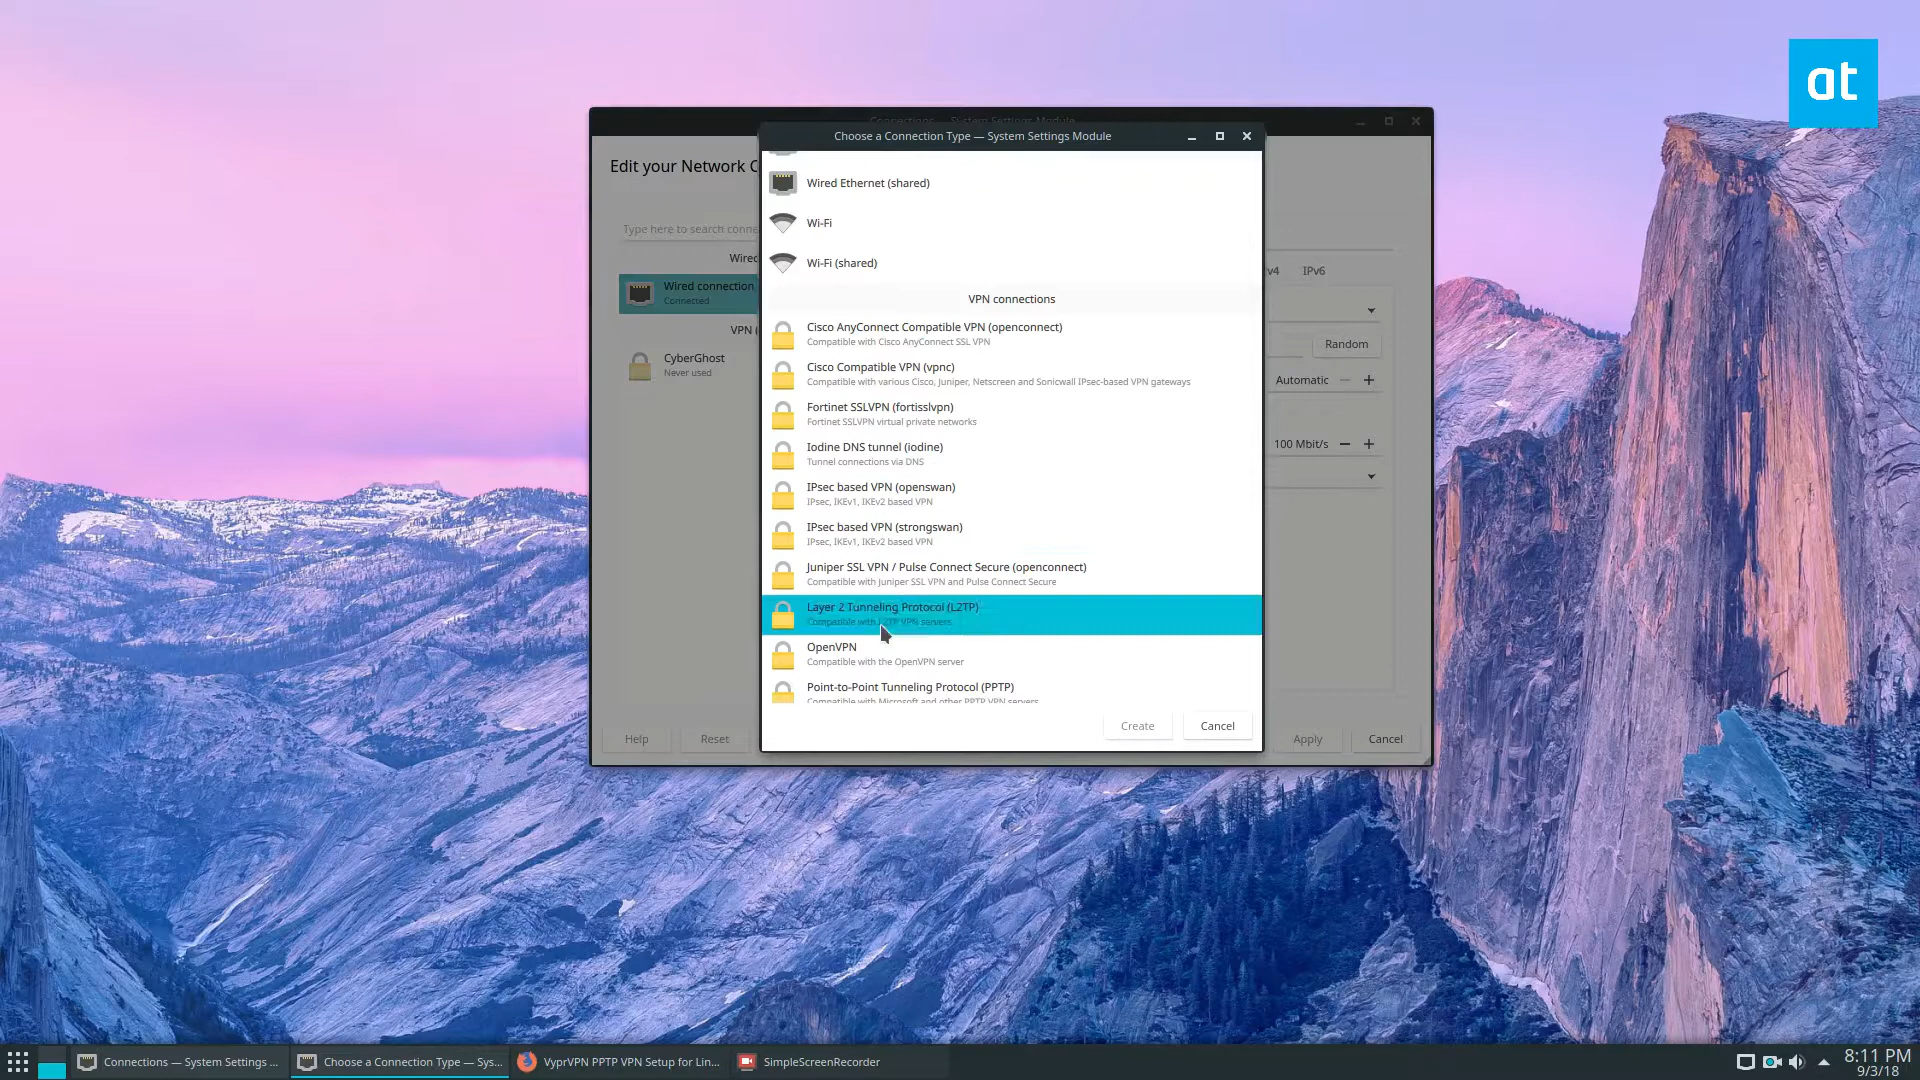 at
Connections — System Settings Module
Choose a Connection Type — System Settings Module
Edit your Network C
Wired Ethernet (shared)
Wi-Fi
Type here to search conne
Wired
Wi-Fi (shared)
v4
IPv6
Wired connection
Connected
VPN connections
VPN (
Cisco AnyConnect Compatible VPN (openconnect)
Compatible with Cisco AnyConnect SSL VPN
Random
CyberGhost
Never used
Cisco Compatible VPN (vpnc)
Compatible with various Cisco, Juniper, Netscreen and Sonicwall IPsec-based VPN gateways
Automatic
Fortinet SSLVPN (fortisslvpn)
Fortinet SSLVPN virtual private networks
Iodine DNS tunnel (iodine)
Tunnel connections via DNS
100 Mbit/s
IPsec based VPN (openswan)
IPsec, IKEv1, IKEv2 based VPN
IPsec based VPN (strongswan)
IPsec, IKEv1, IKEv2 based VPN
Juniper SSL VPN / Pulse Connect Secure (openconnect)
Compatible with Juniper SSL VPN and Pulse Connect Secure
Layer 2 Tunneling Protocol (L2TP)
Compatible with L2TP VPN servers
OpenVPN
Compatible with the OpenVPN server
Point-to-Point Tunneling Protocol (PPTP)
Compatible with Microsoft and other PPTP VPN servers
Create
Cancel
Help
Reset
Apply
Cancel
Connections — System Settings ...
Choose a Connection Type — Sys...
VyprVPN PPTP VPN Setup for Lin...
SimpleScreenRecorder
8:11 PM
9/3/18